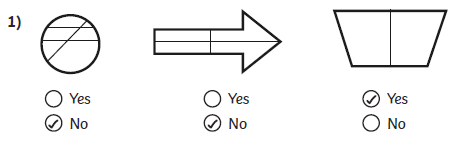 1)
Yes Yes Yes
No No No